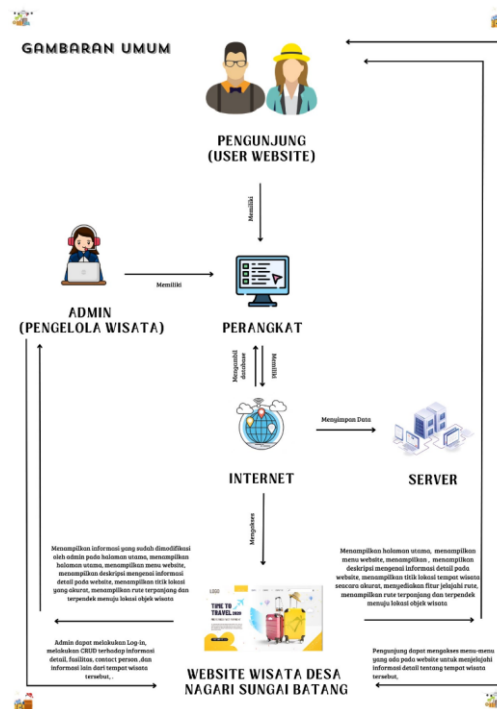 GAMBARAN UMUM
PENGUNJUNG
(USER WEBSITE)
Memiliki
Memiliki
ADMIN
(PENGELOLA WISATA)
PERANGKAT
Mengambil
database
Memiliki
Menyimpan Data
INTERNET
SERVER
Mengakses
Menampilkan informasi yang sudah dimodifikasi
oleh admin pada halaman utama, menampilkan
halaman utama, menampilkan menu website,
menampilkan deskripsi mengenai informasi
detail pada website, menampilkan titik lokasi
yang akurat, menampilkan rute terpanjang dan
terpendek menuju lokasi objek wisata
Menampilkan halaman utama, menampilkan
menu website, menampilkan , menampilkan
deskripsi mengenai informasi detail pada
website, menampilkan titik lokasi tempat wisata
sescara akurat, menyediakan fitur jelajahi rute,
menampilkan rute terpanjang dan terpendek
menuju lokasi objek wisata
TIME TO
TRAVEL
Admin dapat melakukan Log-in,
melakukan CRUD terhadap informasi
detail, fasilitas, contact person ,dan
informasi lain dari tempat wisata
tersebut, .
WEBSITE WISATA DESA
NAGARI SUNGAI BATANG
Pengunjung dapat mengakses menu-menu
yang ada pada website untuk menjelajahi
informasi detail tentang tempat wisata
tersebut,